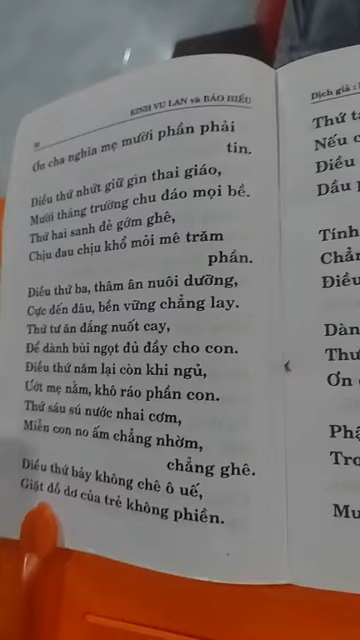 KINH VU LAN và BÁO HIẾU
Ơn cha nghĩa mẹ mười phần phải
tin.
Điều thứ nhứt giữ gìn thai giáo,
Mười tháng trường chu đáo mọi bề.
Thứ hai sanh đẻ gớm ghê,
Chịu đau chịu khổ mỏi mê trăm
phần.
Điều thứ ba, thâm ân nuôi dưỡng,
Cực đến đâu, bền vững chẳng lay.
Thứ tư ăn đắng nuốt cay,
Để dành bùi ngọt đủ đầy cho con.
Điều thứ năm lại còn khi ngủ,
Ướt mẹ nằm, khô ráo phần con.
Thứ sáu sú nước nhai cơm,
Miễn con no ấm chẳng nhờm,
chẳng ghê.
Điều thứ bảy không chê ô uế,
Giặt đồ dơ của trẻ không phiền.
Dịch giả :
Thứ
Nếu
Điều
Dầu
Tính
Điều
Dàn
Thư
Ơn